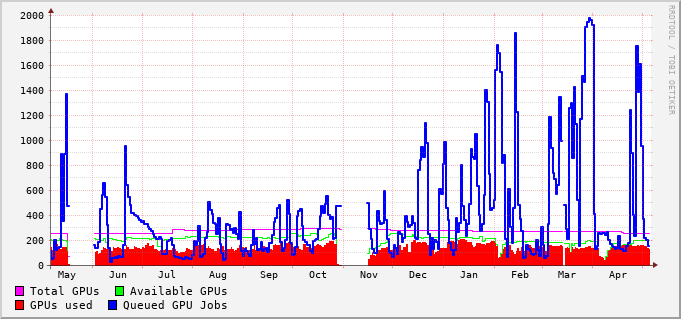 2000
1800
1600
1400
1200
1000
800
600
400
200
0
May Jun Jul Aug Sep Oct Nov Dec Jan Feb Mar Apr
Total GPUs Available GPUs
GPUs used Queued GPU Jobs
RRDTOOL / TOBI OETIKER